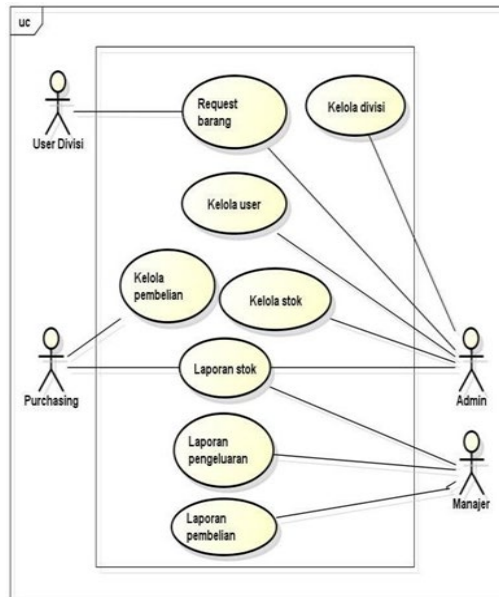 uc
Request
barang
Kelola divisi
User Divisi
Kelola user
Kelola
pembelian
Kelola stok
Purchasing
Laporan stok
Admin
Laporan
pengeluaran
Manajer
Laporan
pembelian